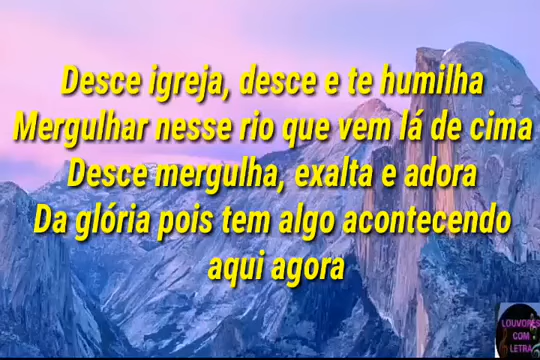 Desce igreja, desce e te humilha
Mergulhar nesse rio que vem lá de cima
Desce mergulha, exalta e adora
Da glória pois tem algo acontecendo
aqui agora
LOUVORES
COM
LETRA